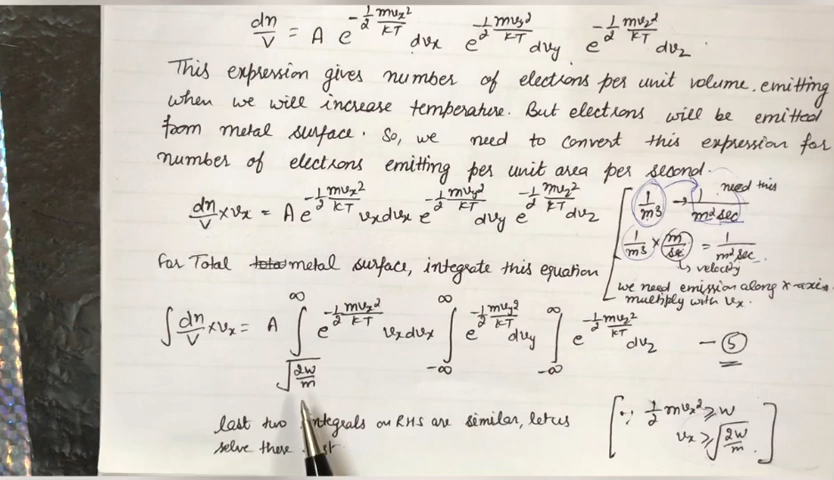 dn/V = A e^(-1/2 mvx²/KT) dvx e^(-1/2 mvy²/KT) dvy e^(-1/2 mvz²/KT) dvz.
This expression gives number of electrons per unit volume emitting
when we will increase temperature. But electrons will be emitted
from metal surface. So, we need to convert this expression for
number of electrons emitting per unit area per second.
dn/V × vx = A e^(-1/2 mvx²/KT) vx dvx e^(-1/2 mvy²/KT) dvy e^(-1/2 mvz²/KT) dvz
[ 1/m3 → 1/m² sec need this
1/m3 × m/sec = 1/m² sec.
velocity
we need emission along x-axis
multiply with vx.
For Total metal surface, integrate this equation
∫ dn/V × vx = A ∫_(√(2w/m))^∞ e^(-1/2 mvx²/KT) vx dvx ∫_(-∞)^∞ e^(-1/2 mvy²/KT) dvy ∫_(-∞)^∞ e^(-1/2 mvz²/KT) dvz — 5
last two integrals on RHS are similar, let us
solve these
[ ∵ 1/2 mvx² ≥ w
vx ≥ √(2w/m) ]